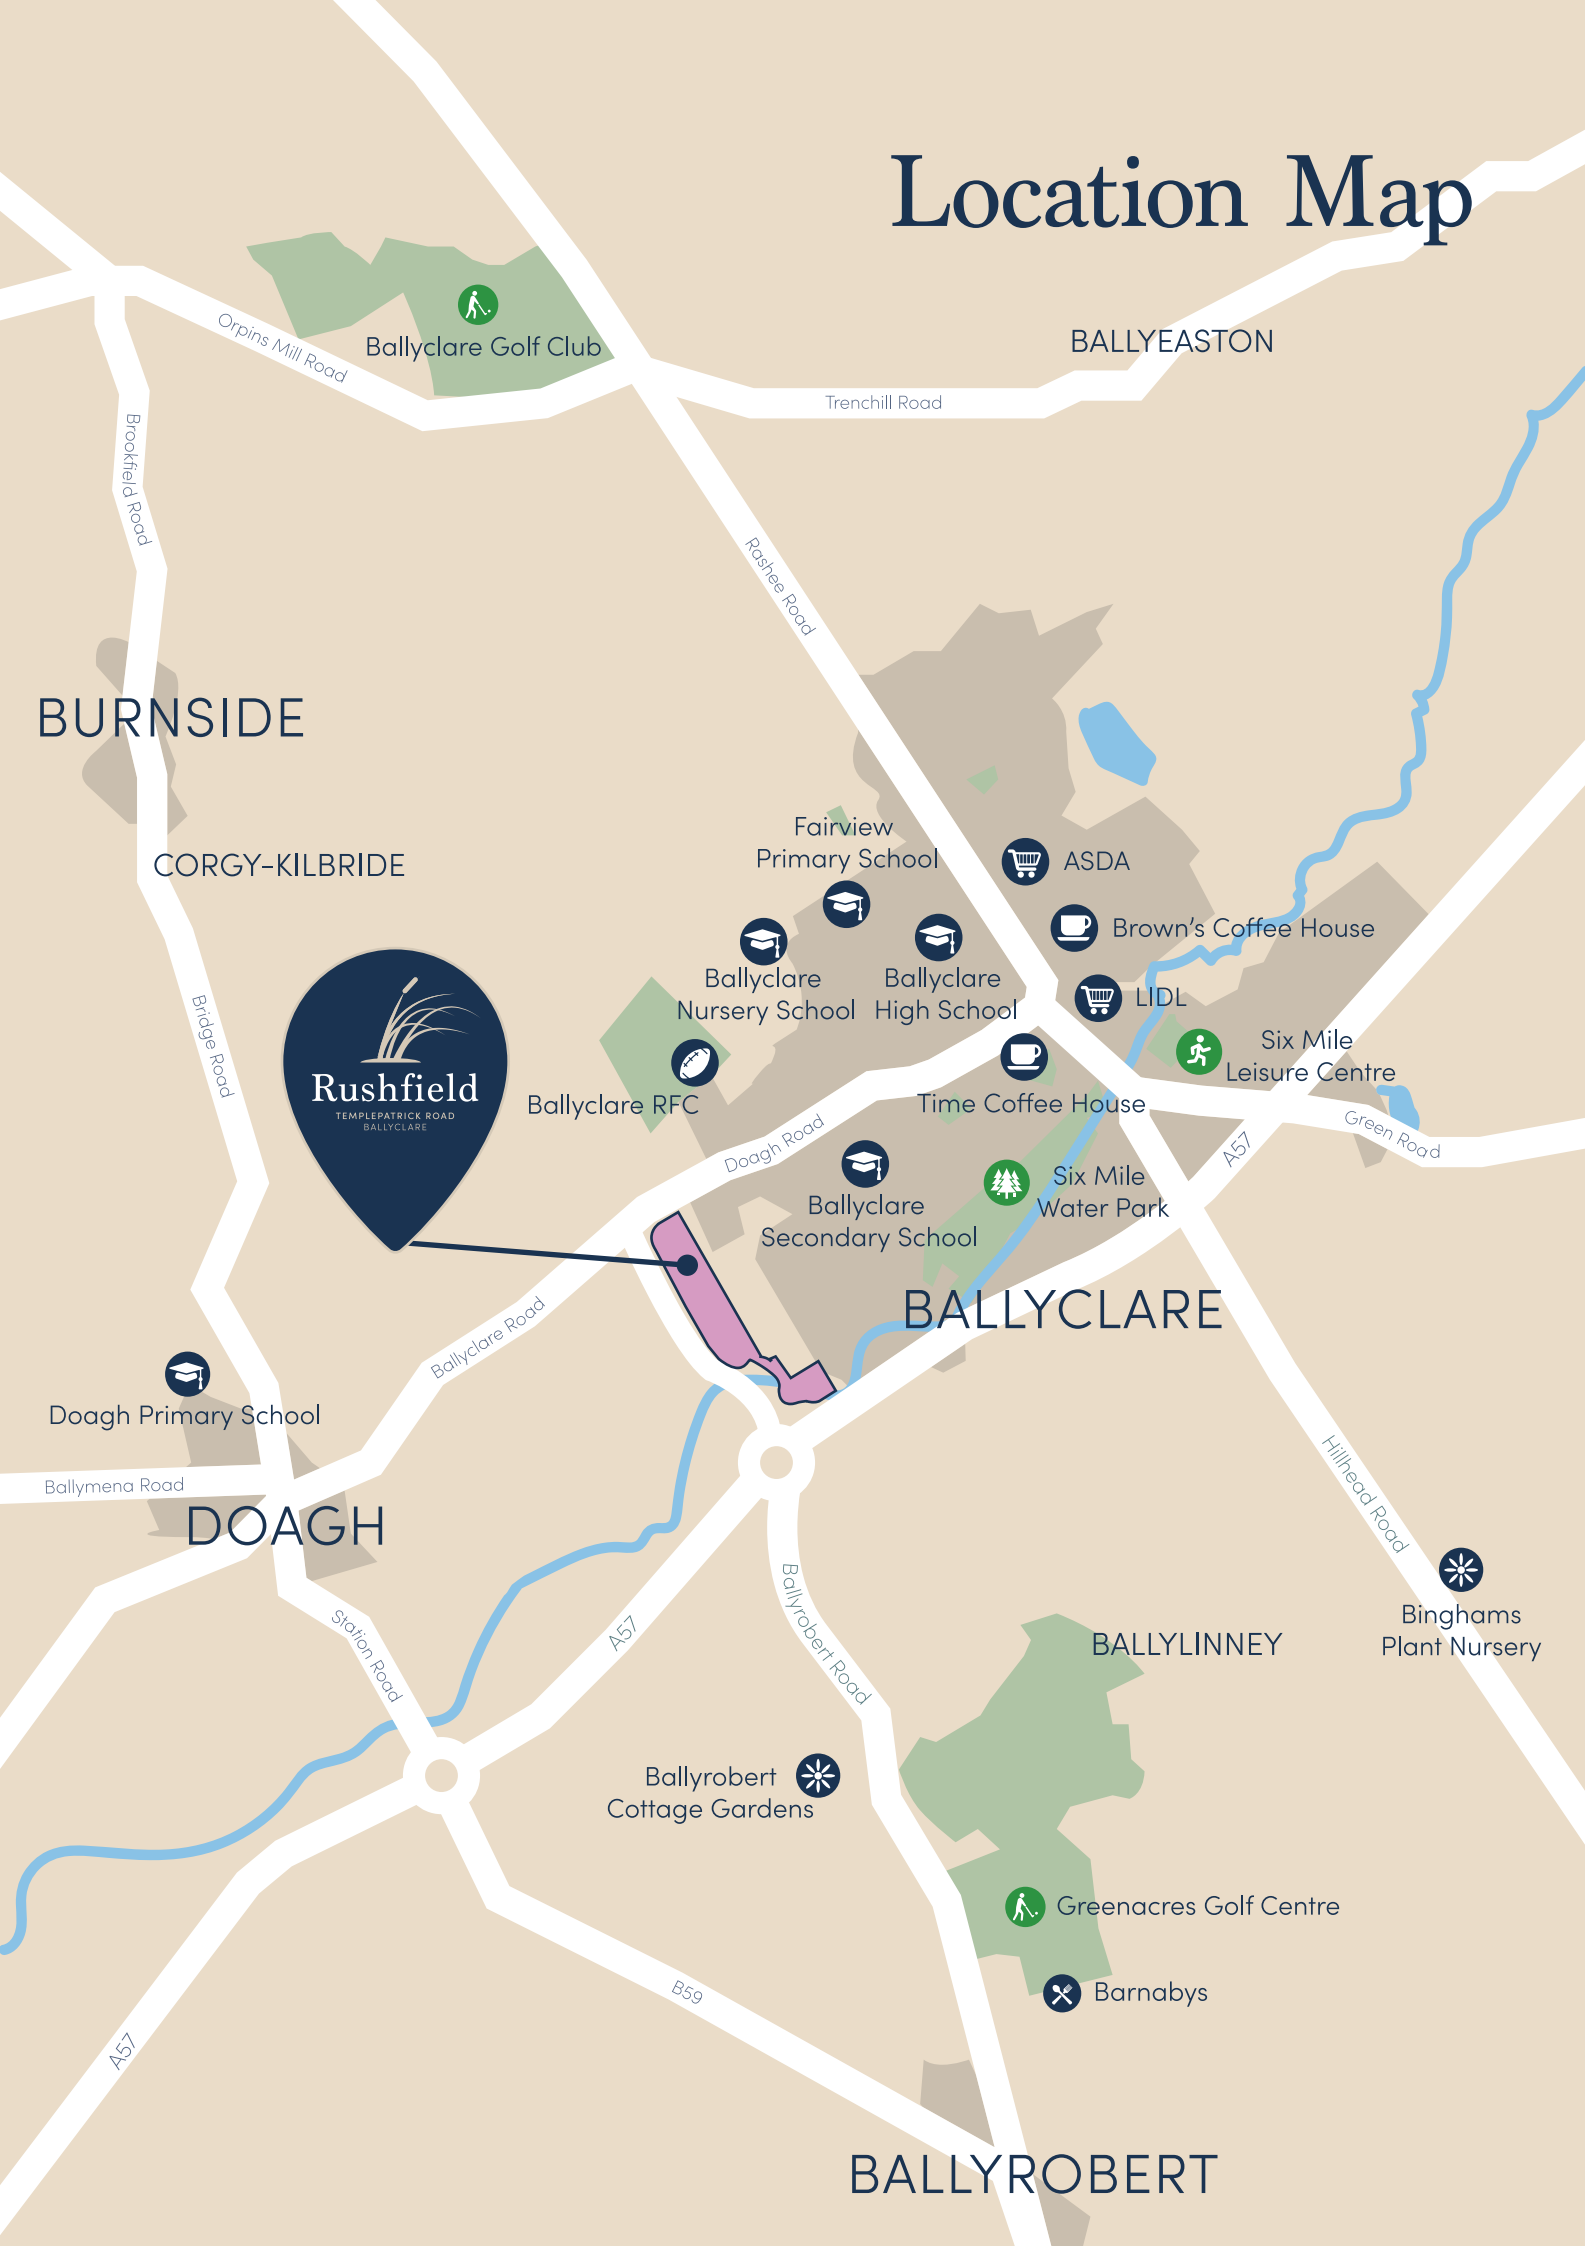 Location Map
Orpins Mill Road
Ballyclare Golf Club
BALLYEASTON
Trenchill Road
Brookfield Road
Rashee Road
BURNSIDE
CORGY-KILBRIDE
Fairview
Primary School
ASDA
Brown's Coffee House
Ballyclare
Nursery School
Ballyclare
High School
LIDL
Bridge Road
Six Mile
Leisure Centre
Rushfield
TEMPLEPATRICK ROAD
BALLYCLARE
Ballyclare RFC
Time Coffee House
Doagh Road
Green Road
A57
Ballyclare
Secondary School
Six Mile
Water Park
BALLYCLARE
Ballyclare Road
Doagh Primary School
Ballymena Road
DOAGH
Hillhead Road
Station Road
A57
Ballyrobert Road
BALLYLINNEY
Binghams
Plant Nursery
Ballyrobert
Cottage Gardens
Greenacres Golf Centre
Barnabys
B59
A57
BALLYROBERT